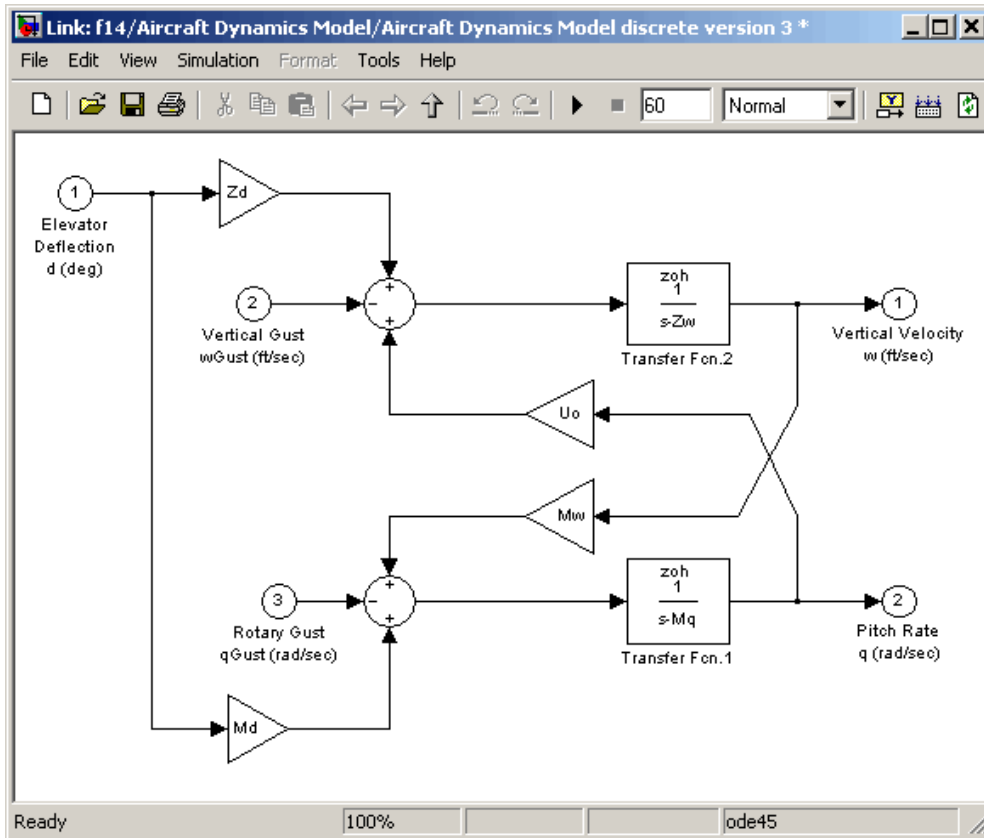 Link: f14/Aircraft Dynamics Model/Aircraft Dynamics Model discrete version 3 *
File Edit View Simulation Format Tools Help
60 Normal
1
Elevator
Deflection
d (deg)
Zd
2
Vertical Gust
wGust (ft/sec)
+
-
+
zoh
1
s-Zw
Transfer Fcn.2
1
Vertical Velocity
w (ft/sec)
Uo
Mw
3
Rotary Gust
qGust (rad/sec)
+
-
+
zoh
1
s-Mq
Transfer Fcn.1
2
Pitch Rate
q (rad/sec)
Md
Ready 100% ode45